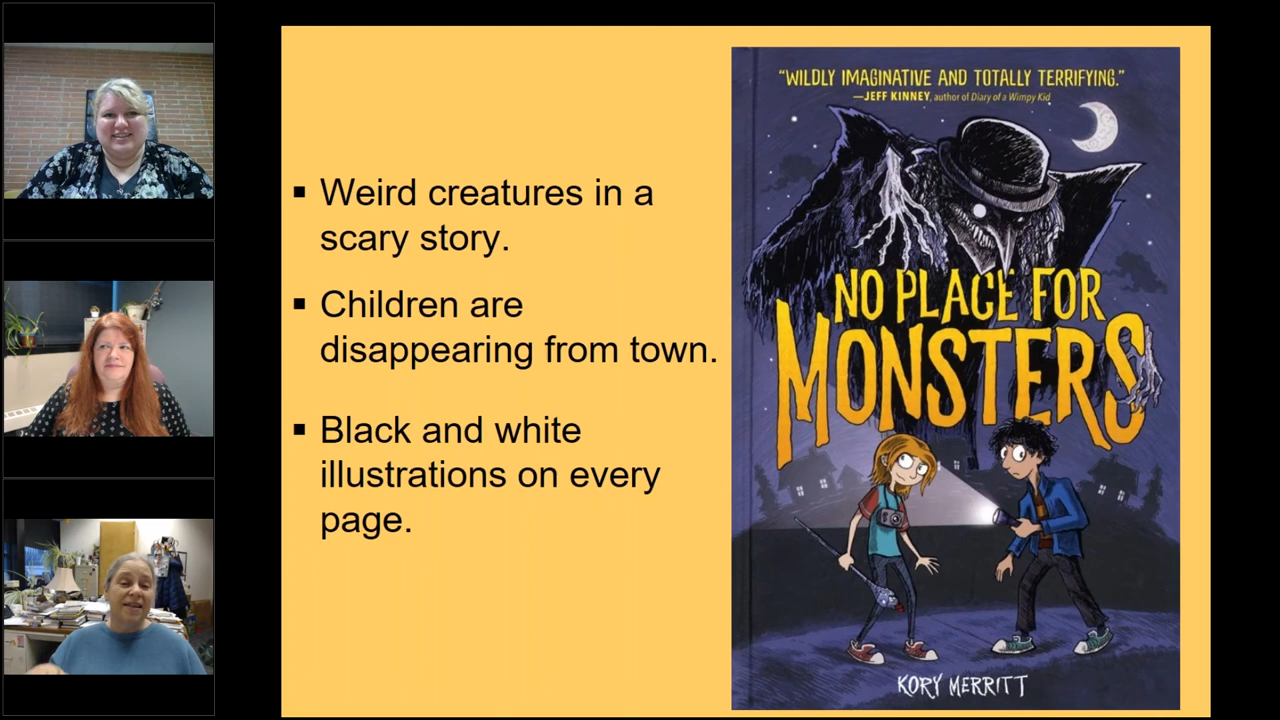 ▪ Weird creatures in a
scary story.
▪ Children are
disappearing from town.
▪ Black and white
illustrations on every
page.
“WILDLY IMAGINATIVE AND TOTALLY TERRIFYING.”
—JEFF KINNEY, author of Diary of a Wimpy Kid
NO PLACE FOR
MONSTERS
KORY MERRITT